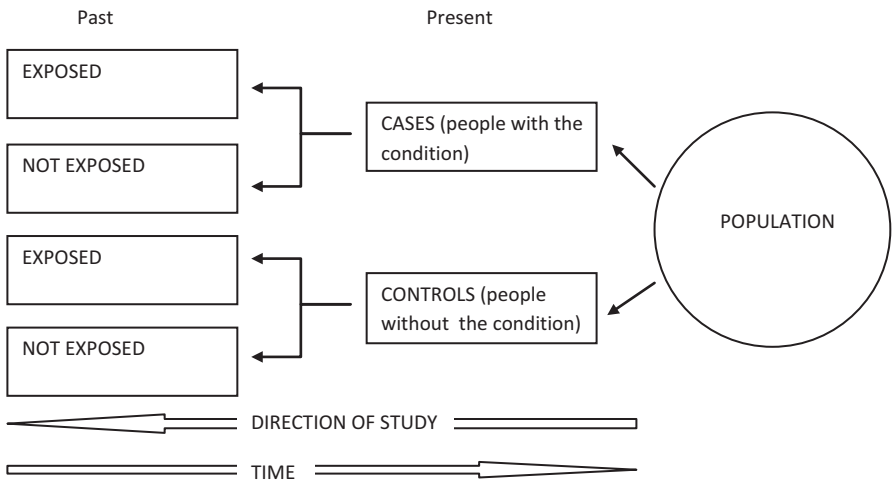 Past
Present
EXPOSED
NOT EXPOSED
EXPOSED
NOT EXPOSED
CASES (people with the
condition)
CONTROLS (people
without the condition)
POPULATION
DIRECTION OF STUDY
TIME